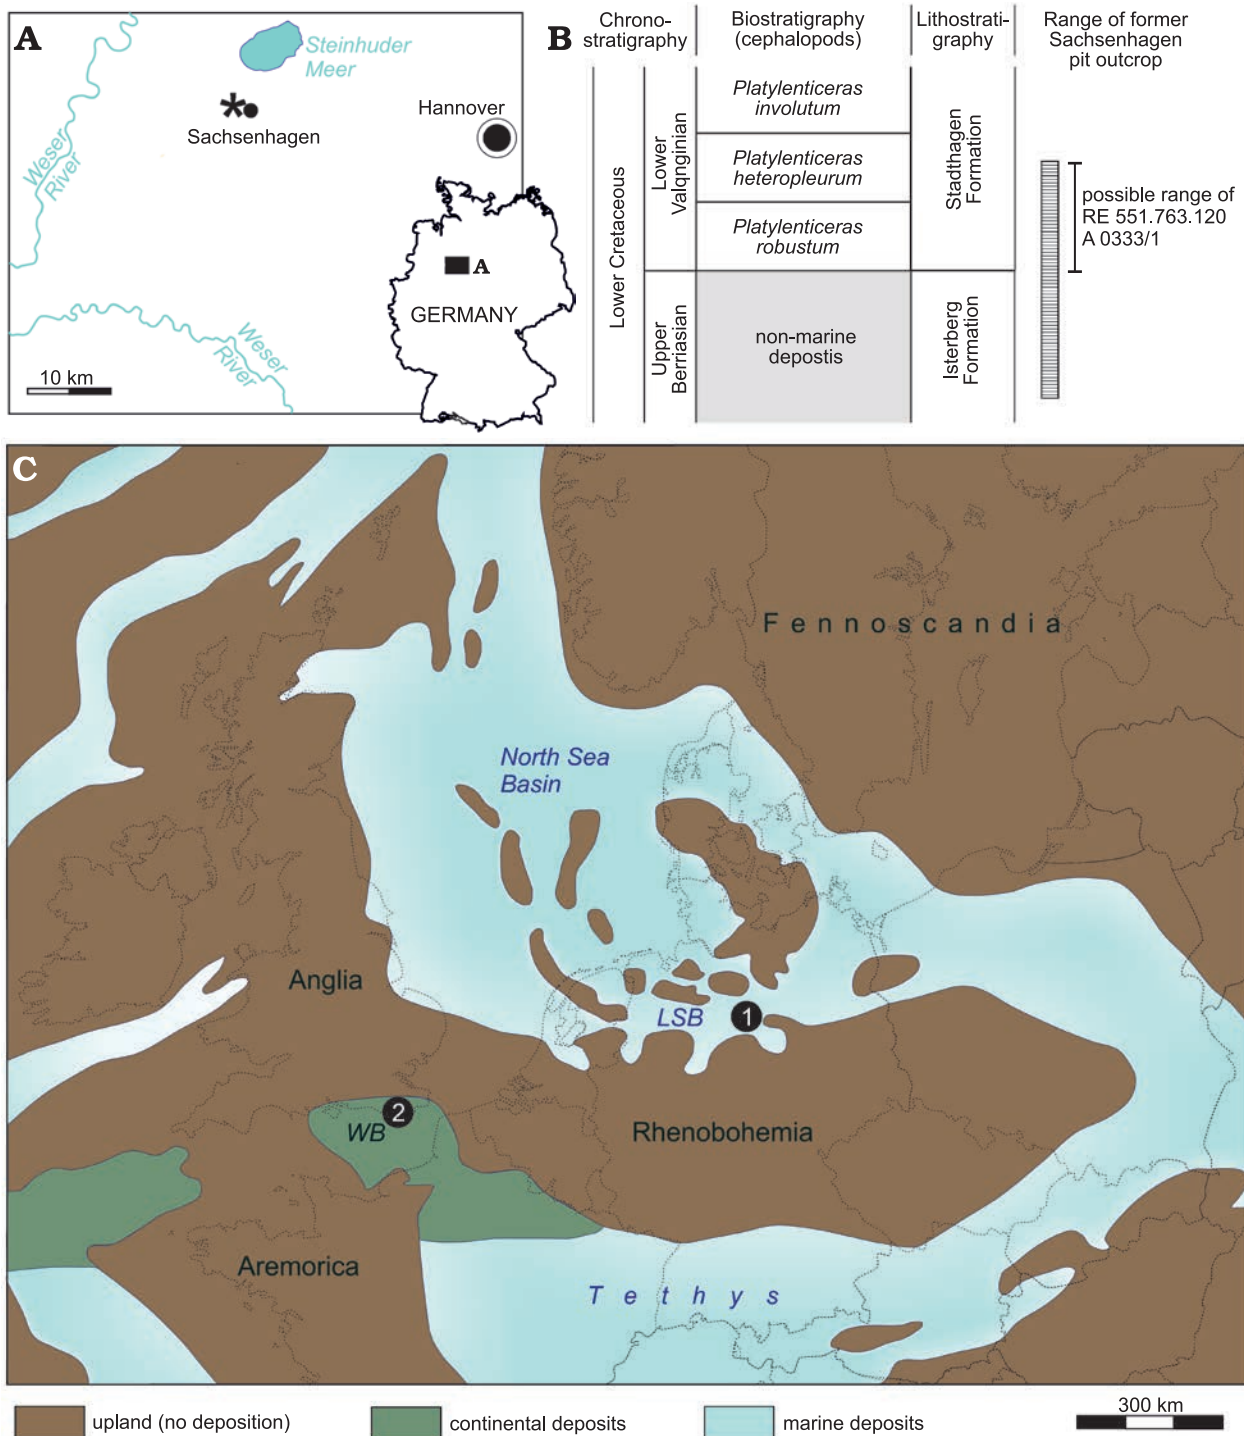 A
Steinhuder
Meer
Hannover
Sachsenhagen
Weser
River
A
GERMANY
Weser
River
10 km
B
Chrono-
stratigraphy
Biostratigraphy
(cephalopods)
Lithostrati-
graphy
Range of former
Sachsenhagen
pit outcrop
Lower Cretaceous
Lower
Valqnginian
Platylenticeras
involutum
Platylenticeras
heteropleurum
Platylenticeras
robustum
Stadthagen
Formation
possible range of
RE 551.763.120
A 0333/1
Upper
Berriasian
non-marine
depostis
Isterberg
Formation
C
Fennoscandia
North Sea
Basin
Anglia
LSB
1
2
WB
Rhenobohemia
Aremorica
Tethys
upland (no deposition)
continental deposits
marine deposits
300 km